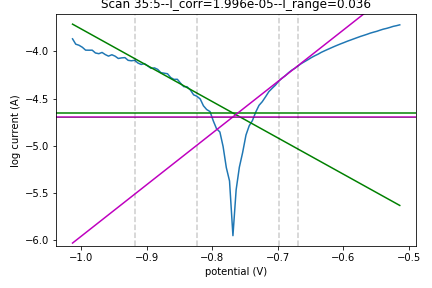 Scan 35:5--I_corr=1.996e-05--I_range=0.036
−4.0
−4.5
−5.0
−5.5
−6.0
log current (A)
−1.0 −0.9 −0.8 −0.7 −0.6 −0.5
potential (V)